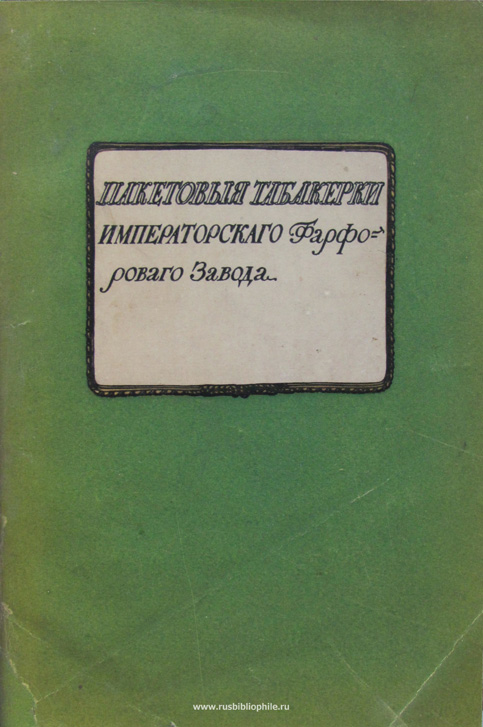 ПАКЕТОВЫЯ ТАБАКЕРКИ
ИМПЕРАТОРСКАГО Фарфо=
роваго Завода
www.rusbibliophile.ru